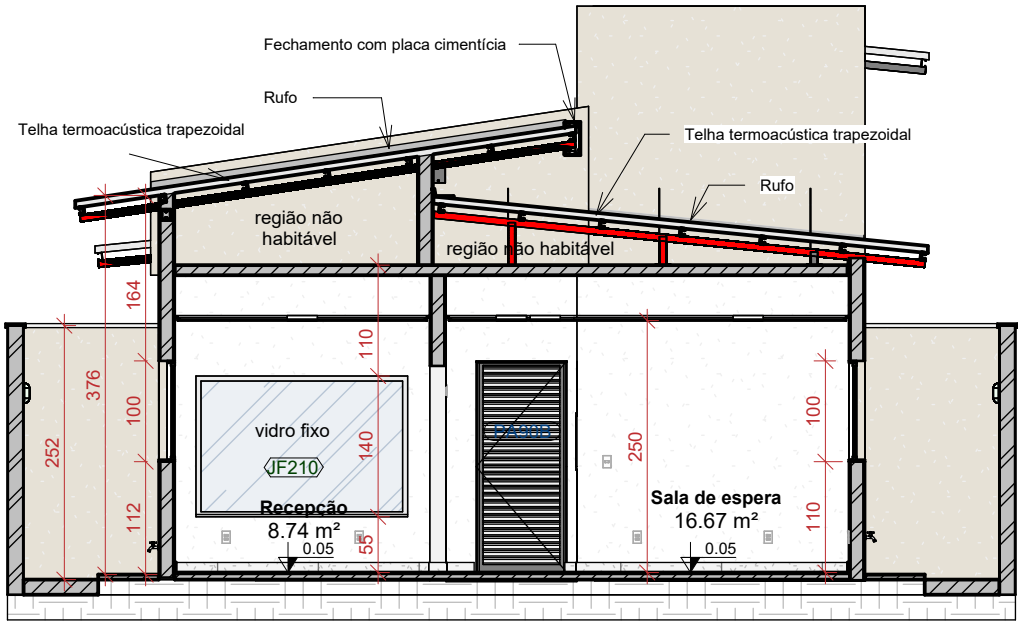 Fechamento com placa cimentícia
Rufo
Telha termoacústica trapezoidal
Telha termoacústica trapezoidal
Rufo
região não
habitável
região não habitável
164
376
100
112
252
110
140
55
250
100
110
vidro fixo
JF210
Recepção
8.74 m²
0.05
Sala de espera
16.67 m²
0.05